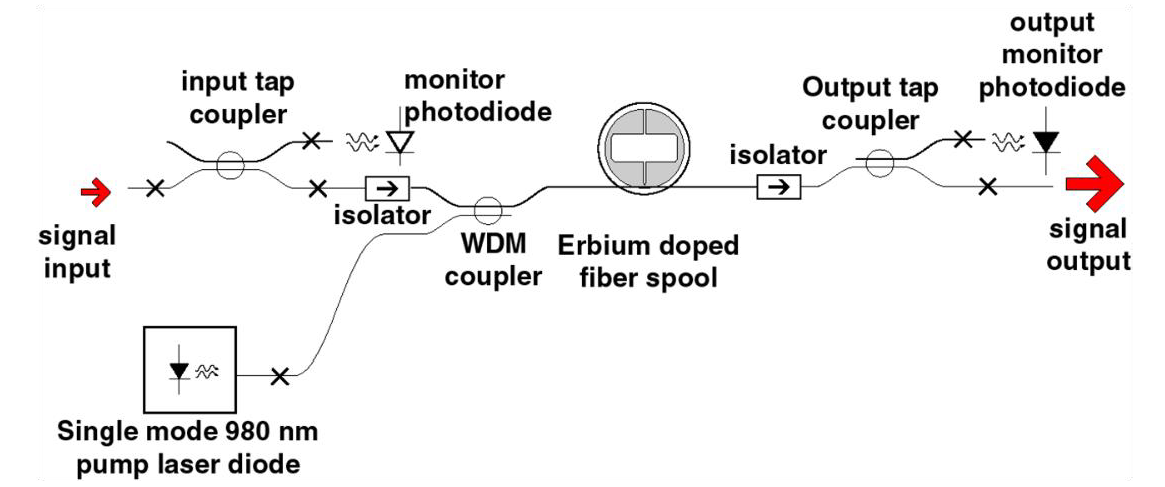 input tap
coupler
monitor
photodiode
output
monitor
photodiode
Output tap
coupler
isolator
isolator
signal
input
WDM
coupler
Erbium doped
fiber spool
signal
output
Single mode 980 nm
pump laser diode